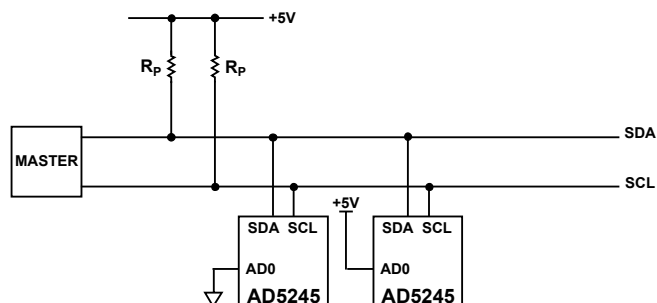 +5V
RP RP
SDA
MASTER
SCL
+5V
SDA SCL SDA SCL
AD0 AD0
AD5245 AD5245